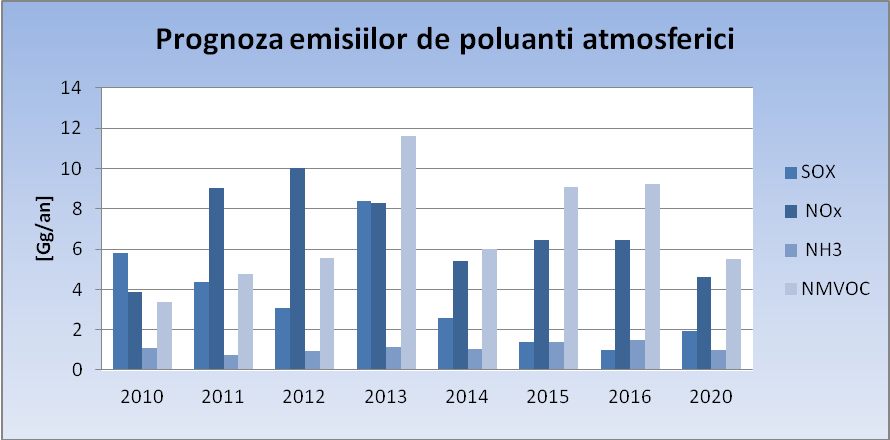 Prognoza emisiilor de poluanti atmosferici
[Gg/an]
14
12
10
8
6
4
2
0
2010 2011 2012 2013 2014 2015 2016 2020
SOX
NOx
NH3
NMVOC